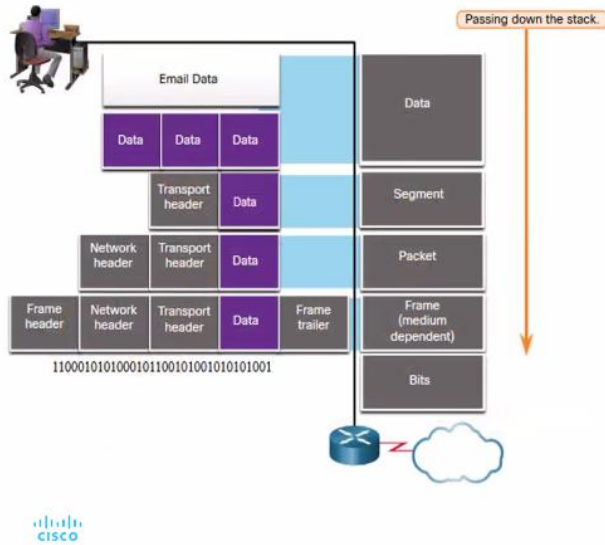 Passing down the stack.
Email Data
Data
Data Data Data
Transport header Data
Segment
Network header Transport header Data
Packet
Frame header Network header Transport header Data Frame trailer
Frame (medium dependent)
1100010101000101100101001010101001
Bits
CISCO